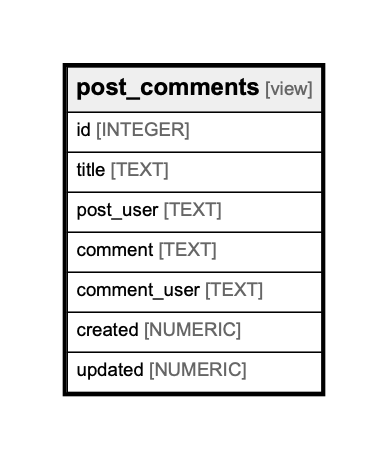 post_comments [view]
id [INTEGER]
title [TEXT]
post_user [TEXT]
comment [TEXT]
comment_user [TEXT]
created [NUMERIC]
updated [NUMERIC]